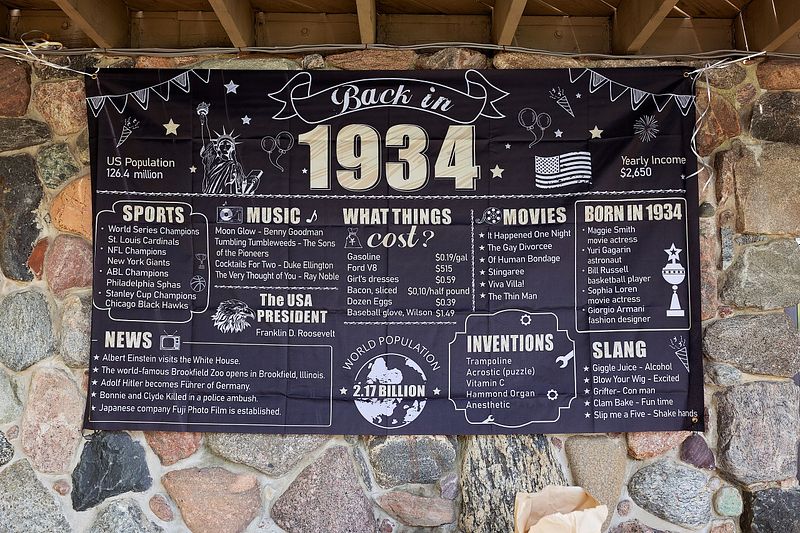 Back in
1934
US Population
126.4 million
Yearly Income
$2,650
SPORTS
· World Series Champions
St. Louis Cardinals
· NFL Champions
New York Giants
· ABL Champions
Philadelphia Sphas
· Stanley Cup Champions
Chicago Black Hawks
MUSIC
Moon Glow - Benny Goodman
Tumbling Tumbleweeds - The Sons
of the Pioneers
Cocktails For Two - Duke Ellington
The Very Thought of You - Ray Noble
The USA
PRESIDENT
Franklin D. Roosevelt
WHAT THINGS
cost?
Gasoline $0.19/gal
Ford V8 $515
Girl's dresses $0.59
Bacon, sliced $0,10/half pound
Dozen Eggs $0.39
Baseball glove, Wilson $1.49
MOVIES
★ It Happened One Night
★ The Gay Divorcee
★ Of Human Bondage
★ Stingaree
★ Viva Villa!
★ The Thin Man
BORN IN 1934
· Maggie Smith
movie actress
· Yuri Gagarin
astronaut
· Bill Russell
basketball player
· Sophia Loren
movie actress
· Giorgio Armani
fashion designer
NEWS
★ Albert Einstein visits the White House.
★ The world-famous Brookfield Zoo opens in Brookfield, Illinois.
★ Adolf Hitler becomes Führer of Germany.
★ Bonnie and Clyde Killed in a police ambush.
★ Japanese company Fuji Photo Film is established.
WORLD POPULATION
2.17 BILLION
INVENTIONS
Trampoline
Acrostic (puzzle)
Vitamin C
Hammond Organ
Anesthetic
SLANG
★ Giggle Juice - Alcohol
★ Blow Your Wig - Excited
★ Grifter- Con man
★ Clam Bake - Fun time
★ Slip me a Five - Shake hands